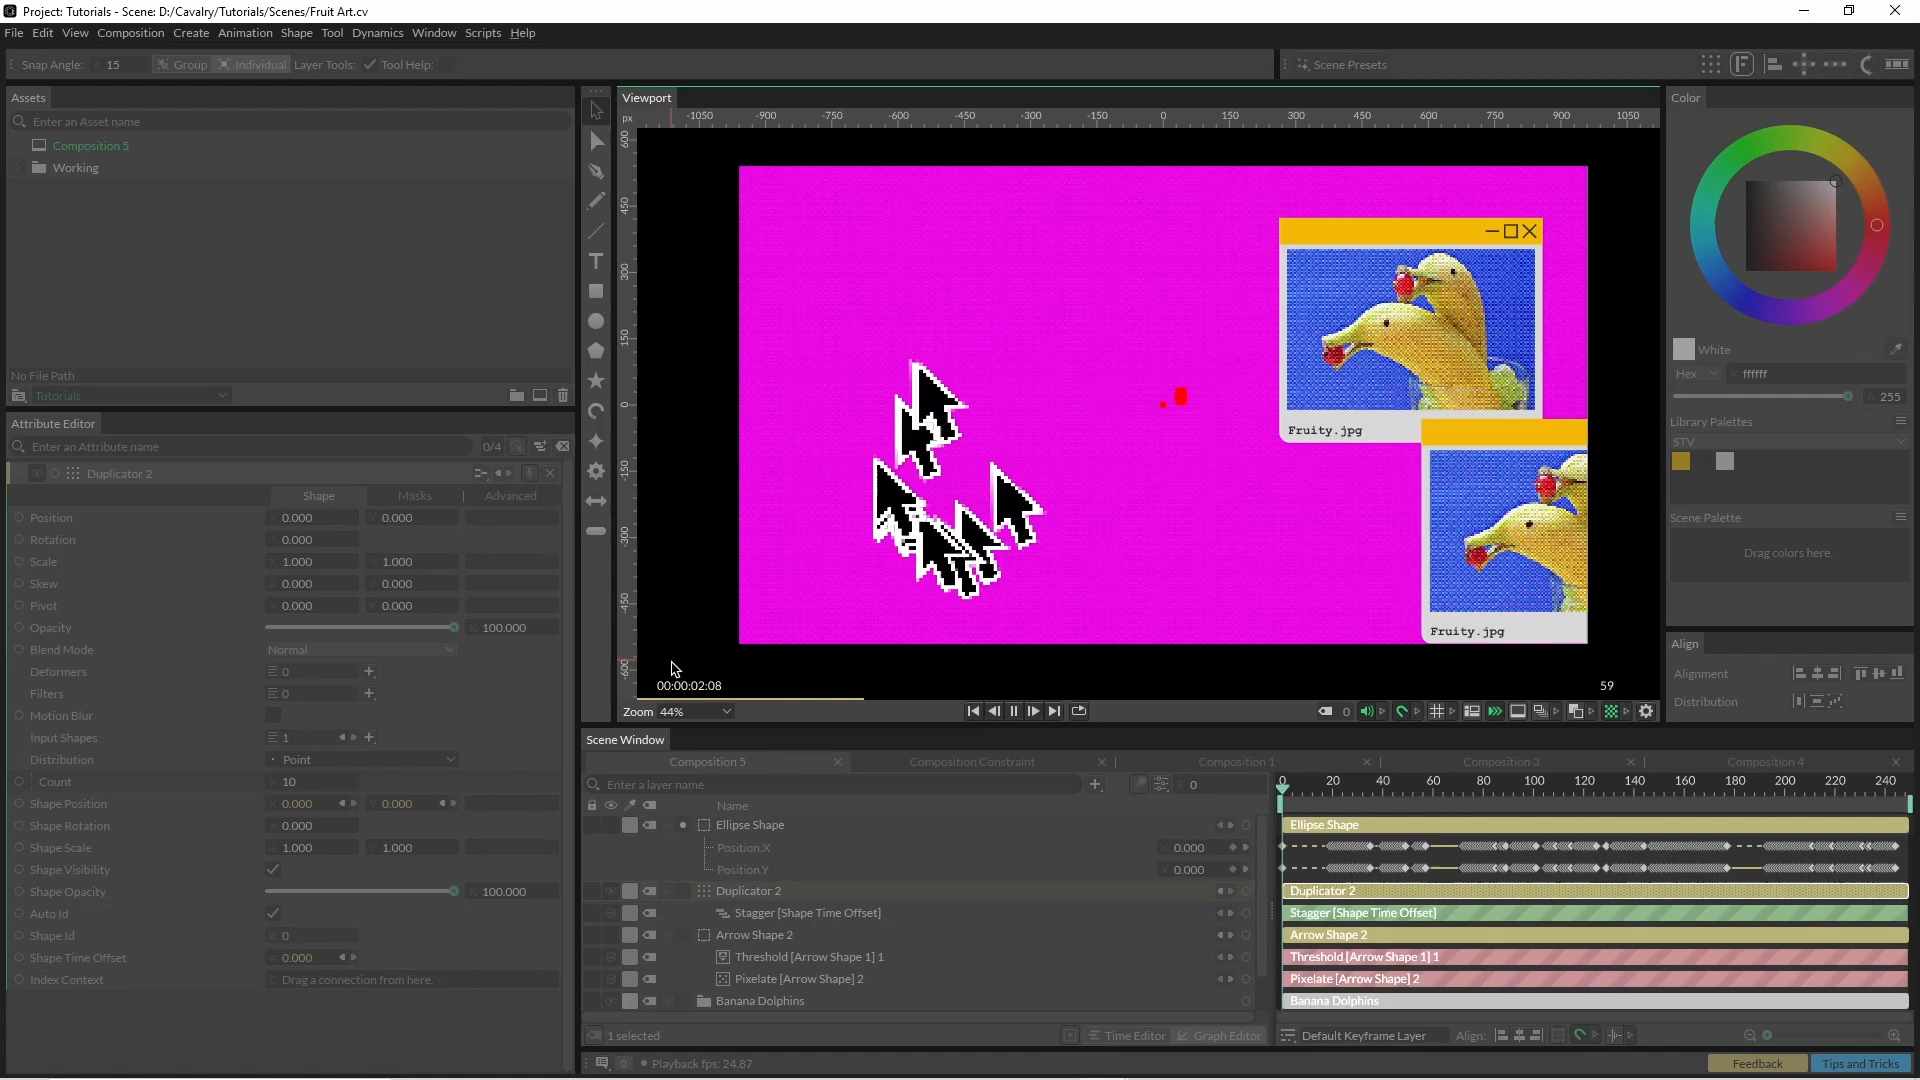 Project: Tutorials - Scene: D:/Cavalry/Tutorials/Scenes/Fruit Art.cv
File Edit View Composition Create Animation Shape Tool Dynamics Window Scripts Help
Snap Angle: 15 Group Individual Layer Tools: Tool Help: Scene Presets
Assets
Enter an Asset name
Composition 5
Working
No File Path
Tutorials
Attribute Editor
Enter an Attribute name 0/4
Duplicator 2
Shape Masks Advanced
Position 0.000 0.000
Rotation 0.000
Scale 1.000 1.000
Skew 0.000 0.000
Pivot 0.000 0.000
Opacity 100.000
Blend Mode Normal
Deformers 0
Filters 0
Motion Blur
Input Shapes 1
Distribution Point
Count 10
Shape Position 0.000 0.000
Shape Rotation 0.000
Shape Scale 1.000 1.000
Shape Visibility
Shape Opacity 100.000
Auto Id
Shape Id 0
Shape Time Offset 0.000
Index Context Drag a connection from here.
Viewport
px -1050 -900 -750 -600 -450 -300 -150 0 150 300 450 600 750 900 1050
600 450 300 150 0 -150 -300 -450 -600
Fruity.jpg
Fruity.jpg
00:00:02:08 59
Zoom 44% 0
Color
White
Hex ffffff
255
Library Palettes
STV
Scene Palette
Drag colors here.
Align
Alignment
Distribution
Scene Window
Composition 5 Composition Constraint Composition 1 Composition 3 Composition 4
Enter a layer name 0
0 20 40 60 80 100 120 140 160 180 200 220 240
Name
Ellipse Shape Ellipse Shape
Position.X 0.000
Position.Y 0.000
Duplicator 2 Duplicator 2
Stagger [Shape Time Offset] Stagger [Shape Time Offset]
Arrow Shape 2 Arrow Shape 2
Threshold [Arrow Shape 1] 1 Threshold [Arrow Shape 1] 1
Pixelate [Arrow Shape] 2 Pixelate [Arrow Shape] 2
Banana Dolphins Banana Dolphins
1 selected Time Editor Graph Editor Default Keyframe Layer Align:
0 Playback fps: 24.87 Feedback Tips and Tricks